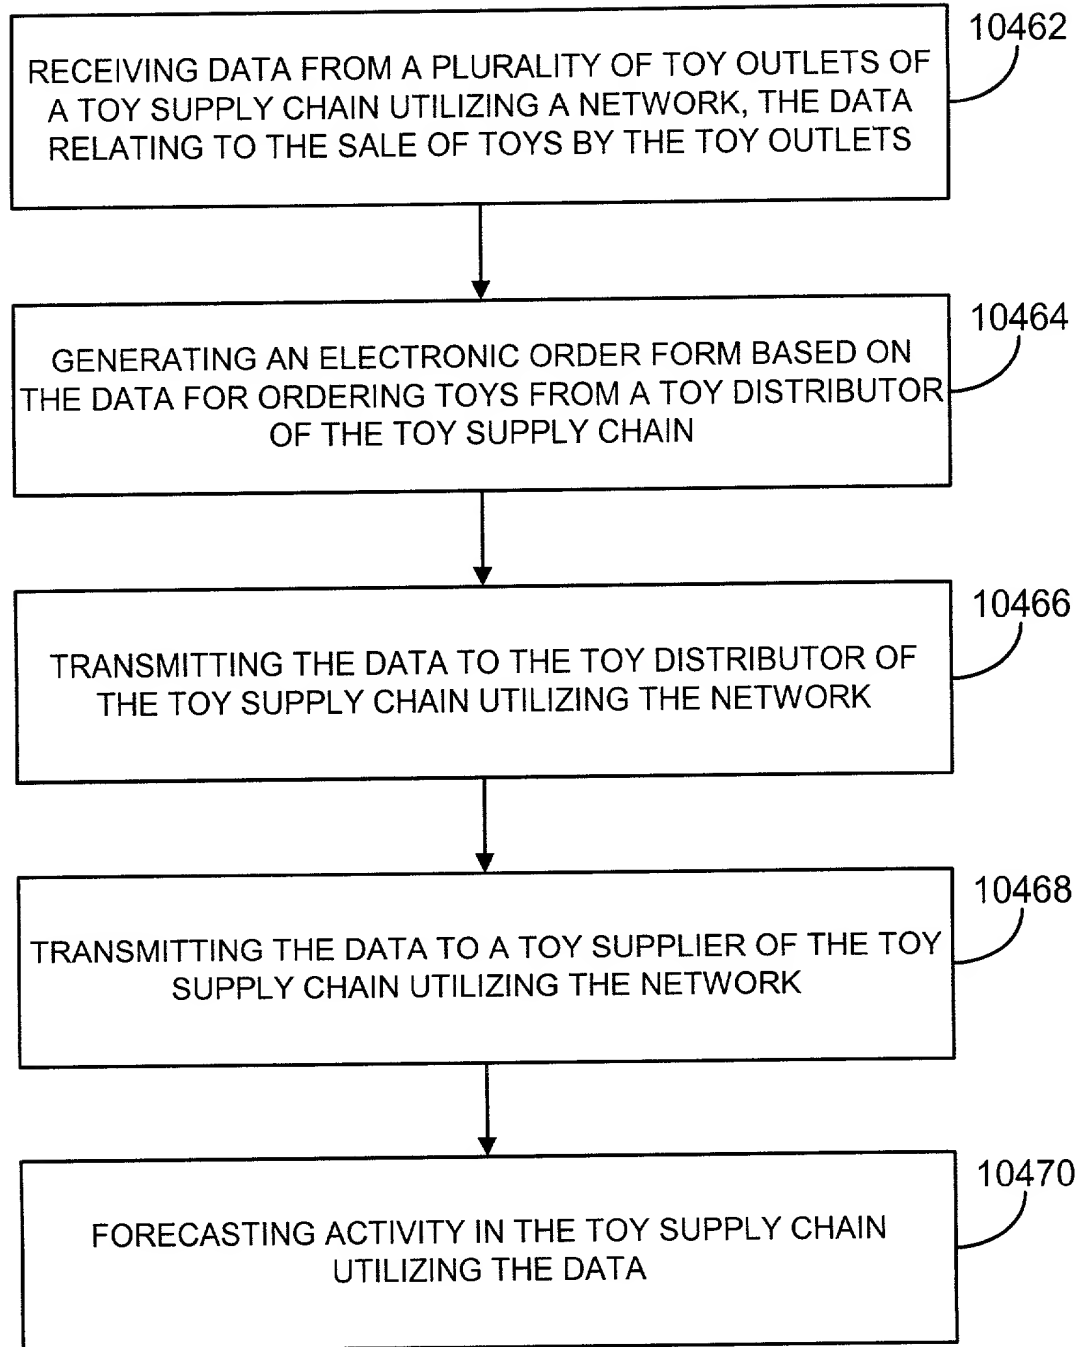 10462
RECEIVING DATA FROM A PLURALITY OF TOY OUTLETS OF
A TOY SUPPLY CHAIN UTILIZING A NETWORK, THE DATA
RELATING TO THE SALE OF TOYS BY THE TOY OUTLETS
10464
GENERATING AN ELECTRONIC ORDER FORM BASED ON
THE DATA FOR ORDERING TOYS FROM A TOY DISTRIBUTOR
OF THE TOY SUPPLY CHAIN
10466
TRANSMITTING THE DATA TO THE TOY DISTRIBUTOR OF
THE TOY SUPPLY CHAIN UTILIZING THE NETWORK
10468
TRANSMITTING THE DATA TO A TOY SUPPLIER OF THE TOY
SUPPLY CHAIN UTILIZING THE NETWORK
10470
FORECASTING ACTIVITY IN THE TOY SUPPLY CHAIN
UTILIZING THE DATA